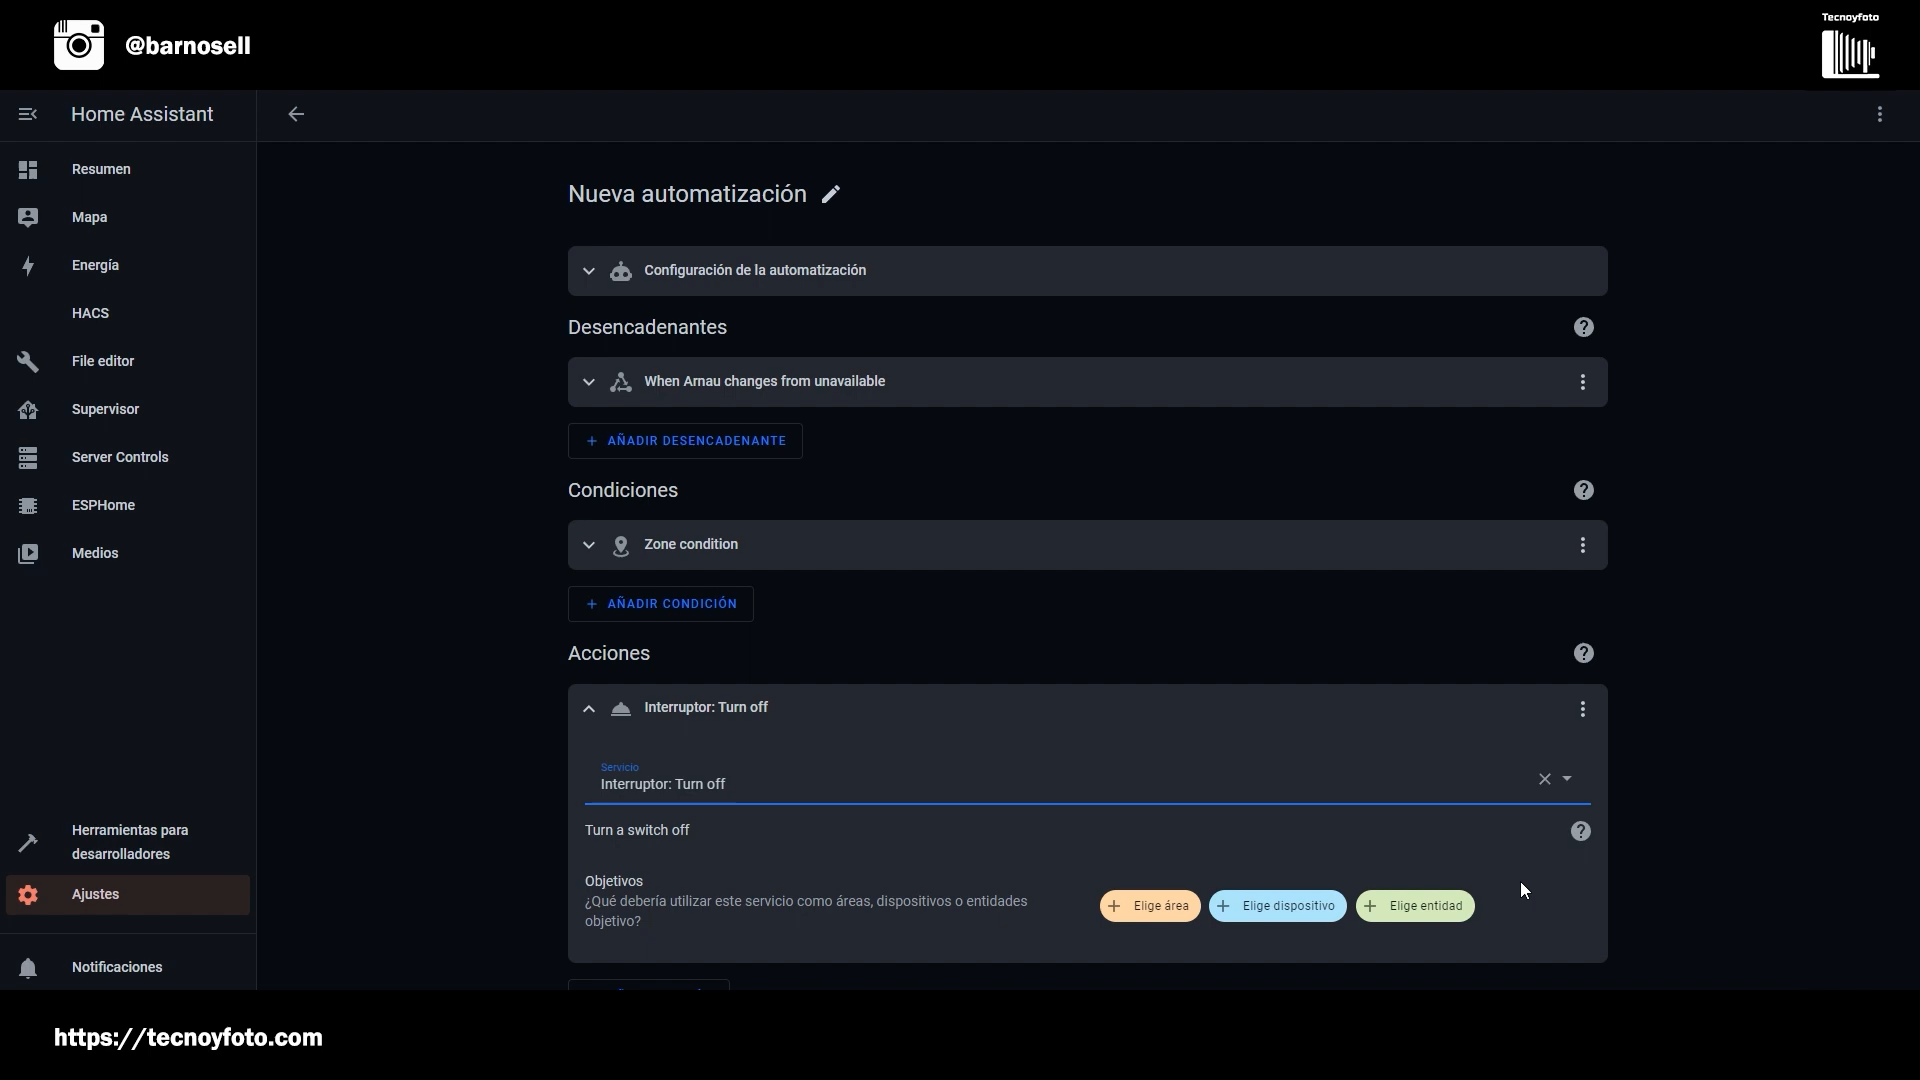 @barnosell
Tecnoyfoto
Home Assistant
Resumen
Mapa
Energía
HACS
File editor
Supervisor
Server Controls
ESPHome
Medios
Herramientas para
desarrolladores
Ajustes
Notificaciones
Nueva automatización
Configuración de la automatización
Desencadenantes
When Arnau changes from unavailable
AÑADIR DESENCADENANTE
Condiciones
Zone condition
AÑADIR CONDICIÓN
Acciones
Interruptor: Turn off
Servicio
Interruptor: Turn off
Turn a switch off
Objetivos
¿Qué debería utilizar este servicio como áreas, dispositivos o entidades
objetivo?
Elige área
Elige dispositivo
Elige entidad
https://tecnoyfoto.com